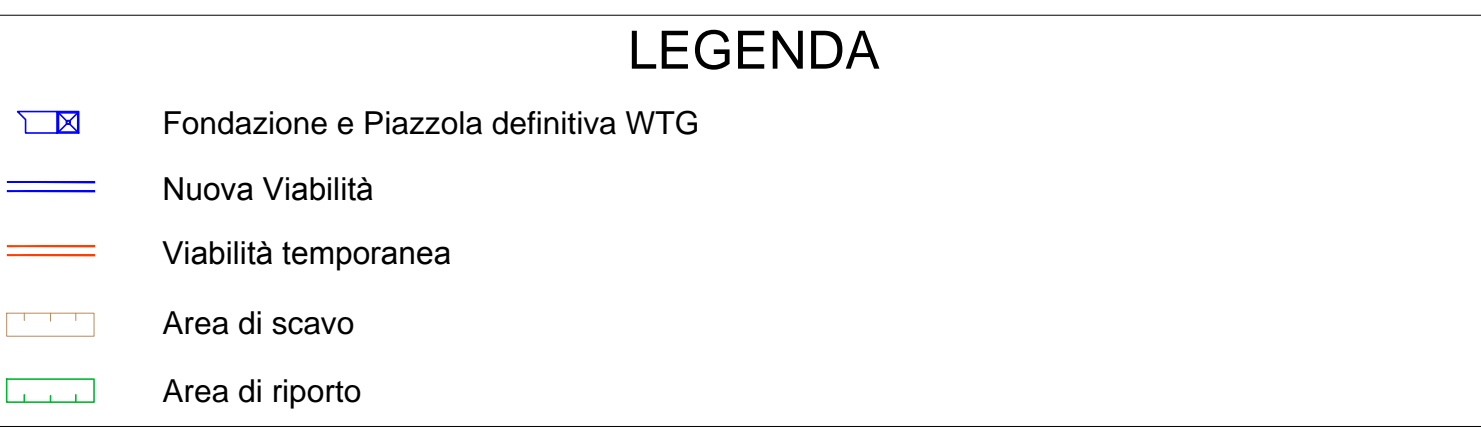 LEGENDA
Fondazione e Piazzola definitiva WTG
Nuova Viabilità
Viabilità temporanea
Area di scavo
Area di riporto